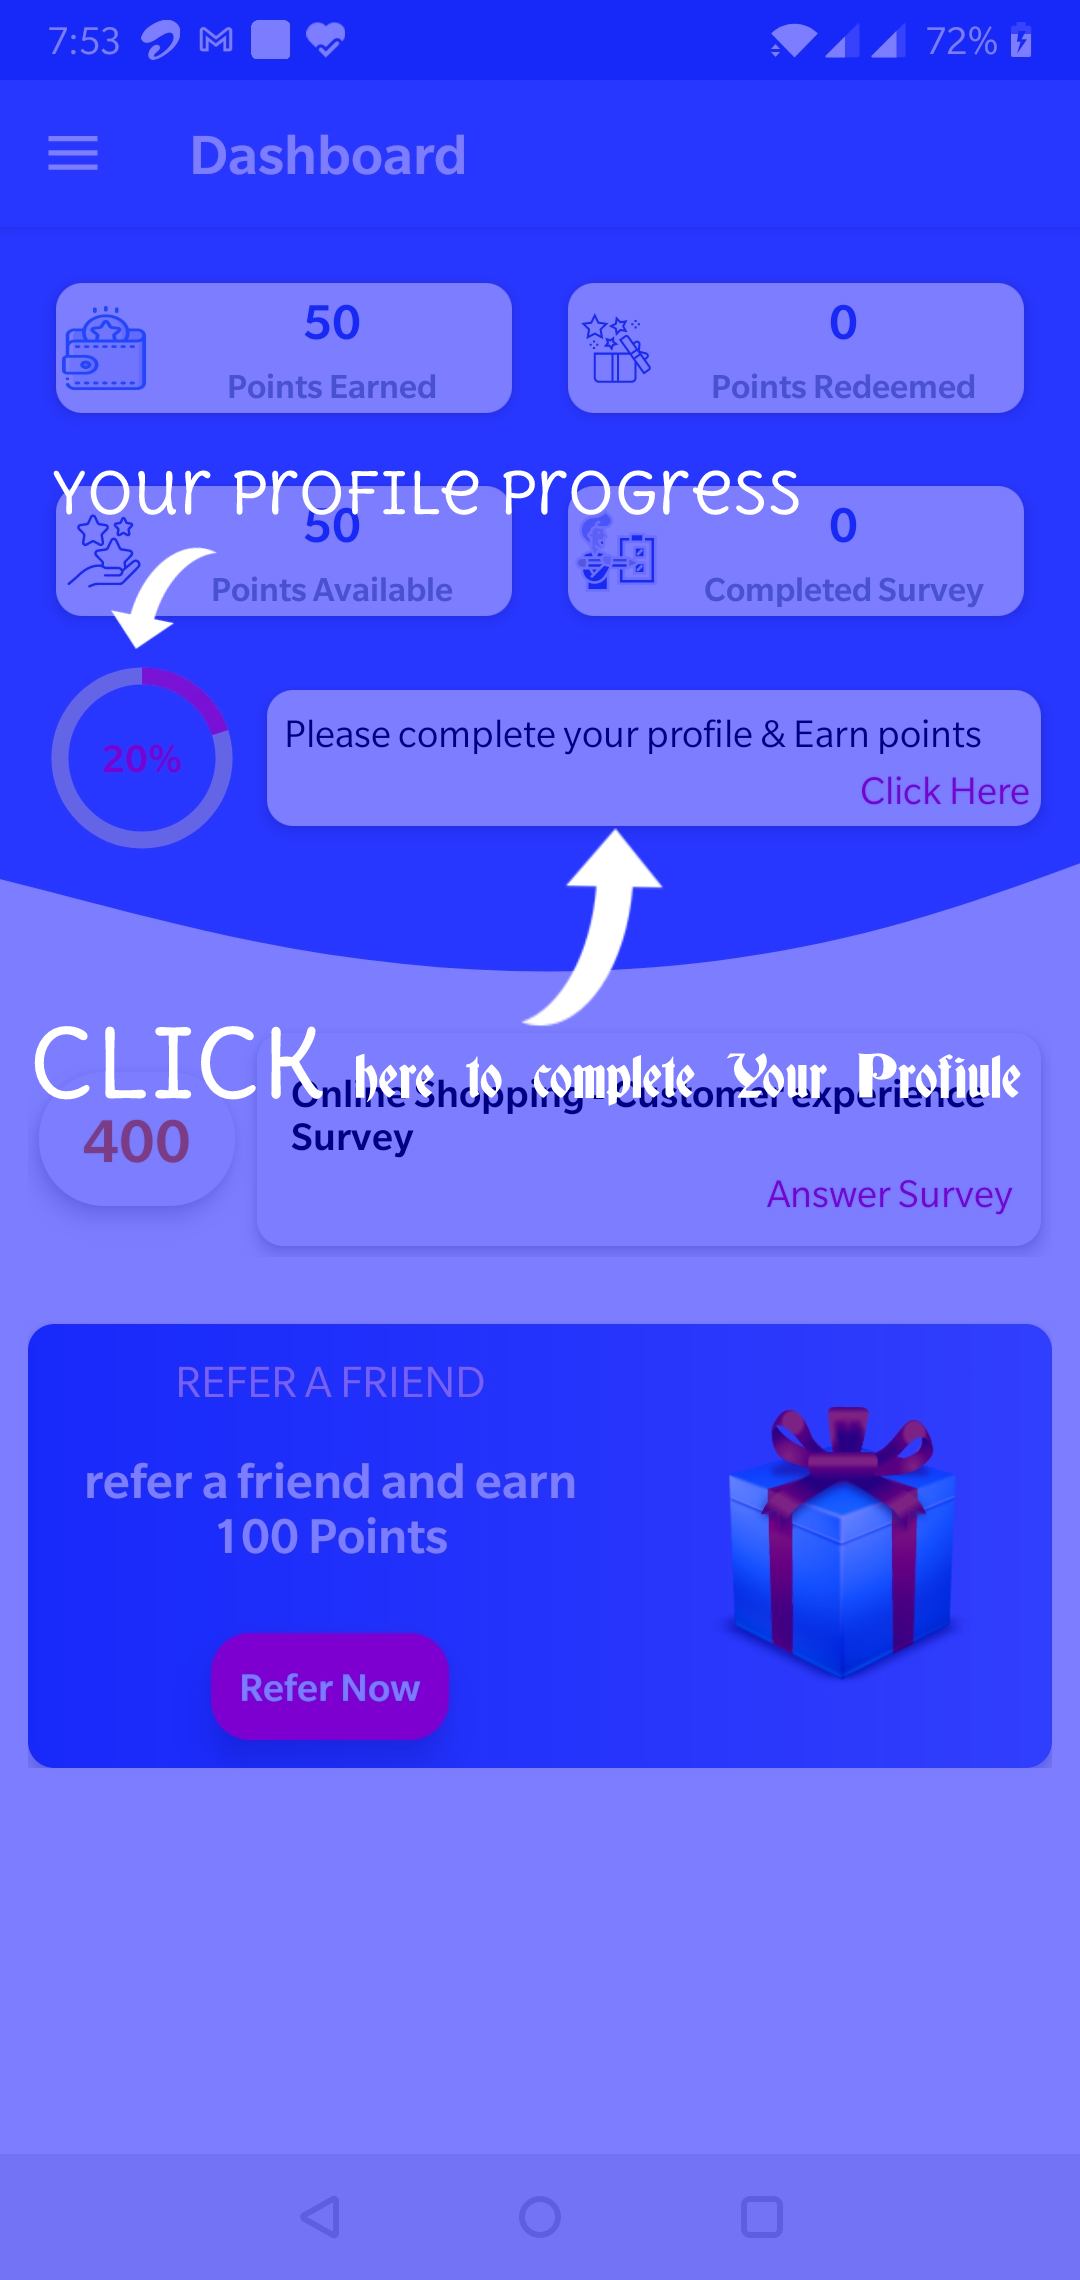 7:53
72%
Dashboard
50
Points Earned
0
Points Redeemed
Your Profile Progress
50
Points Available
0
Completed Survey
20%
Please complete your profile & Earn points
Click Here
CLICK here to complete Your Profiule
400
Online Shopping - Customer experience
Survey
Answer Survey
REFER A FRIEND
refer a friend and earn
100 Points
Refer Now